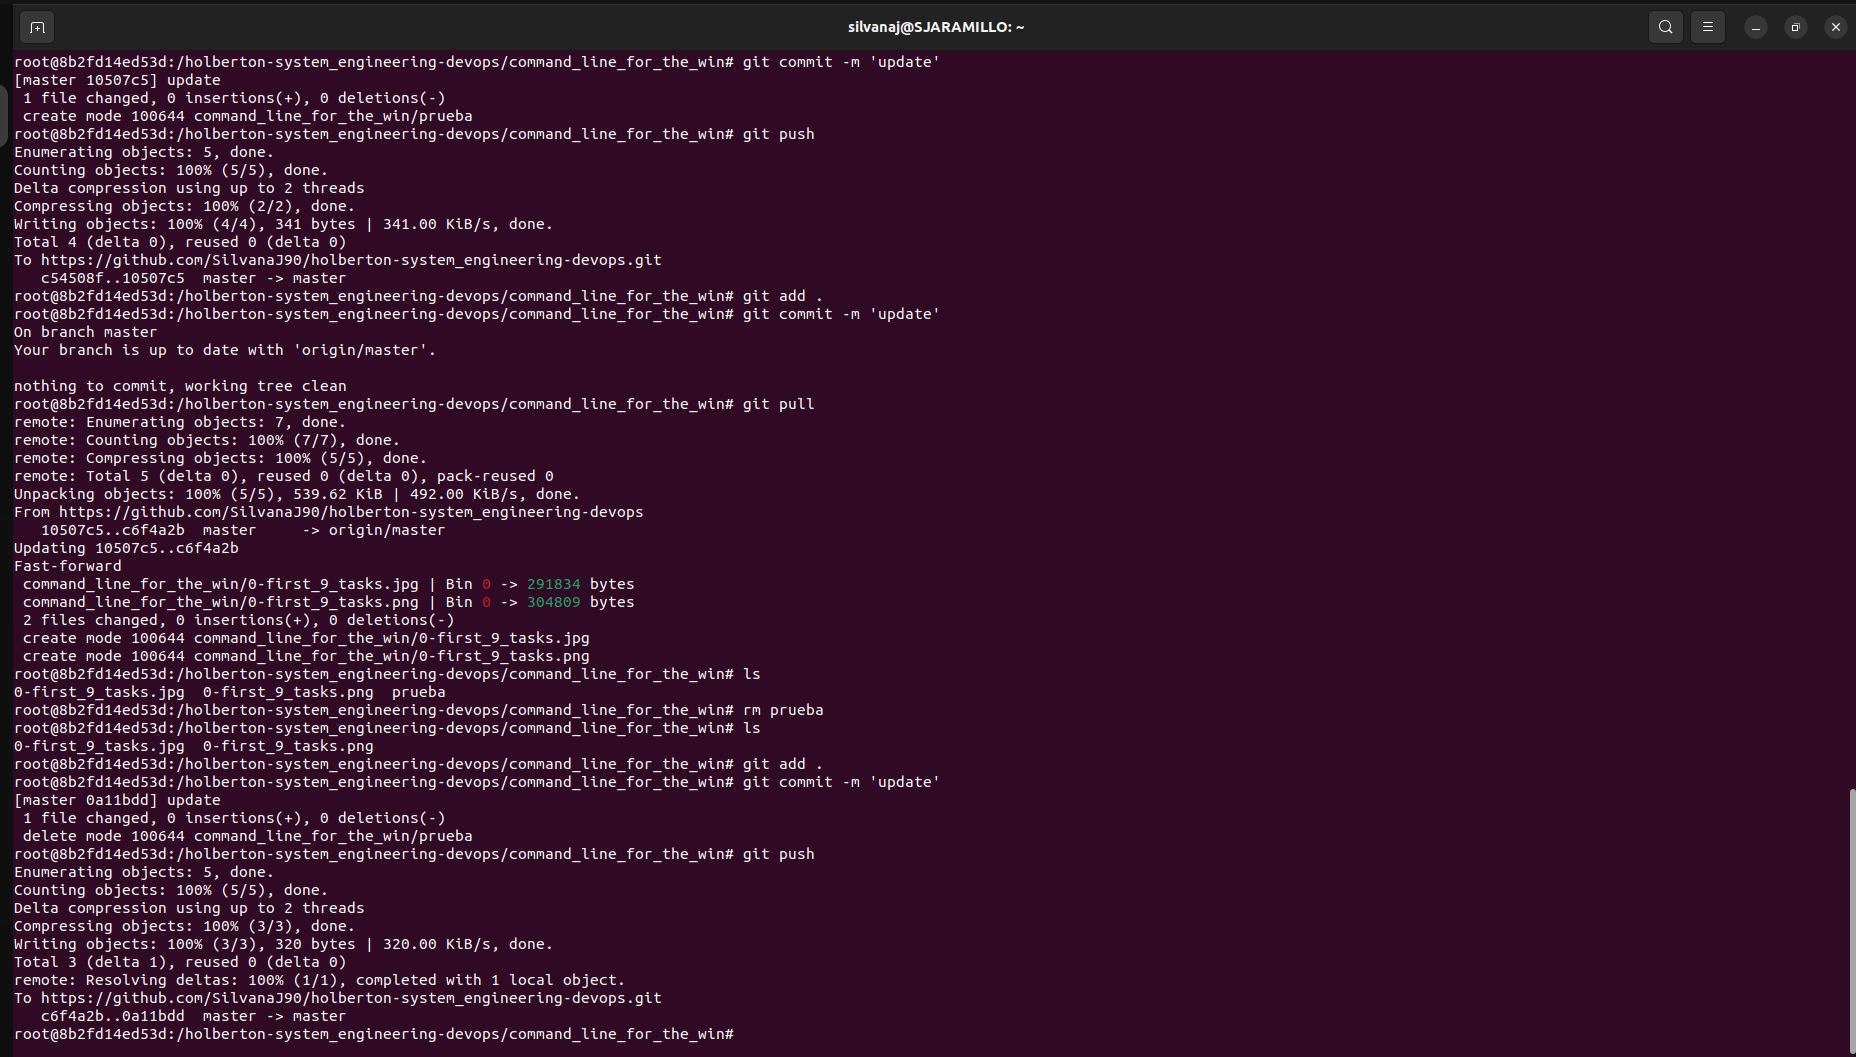 silvanaj@SJARAMILLO: ~
root@8b2fd14ed53d:/holberton-system_engineering-devops/command_line_for_the_win# git commit -m 'update'
[master 10507c5] update
 1 file changed, 0 insertions(+), 0 deletions(-)
 create mode 100644 command_line_for_the_win/prueba
root@8b2fd14ed53d:/holberton-system_engineering-devops/command_line_for_the_win# git push
Enumerating objects: 5, done.
Counting objects: 100% (5/5), done.
Delta compression using up to 2 threads
Compressing objects: 100% (2/2), done.
Writing objects: 100% (4/4), 341 bytes | 341.00 KiB/s, done.
Total 4 (delta 0), reused 0 (delta 0)
To https://github.com/SilvanaJ90/holberton-system_engineering-devops.git
   c54508f..10507c5  master -> master
root@8b2fd14ed53d:/holberton-system_engineering-devops/command_line_for_the_win# git add .
root@8b2fd14ed53d:/holberton-system_engineering-devops/command_line_for_the_win# git commit -m 'update'
On branch master
Your branch is up to date with 'origin/master'.

nothing to commit, working tree clean
root@8b2fd14ed53d:/holberton-system_engineering-devops/command_line_for_the_win# git pull
remote: Enumerating objects: 7, done.
remote: Counting objects: 100% (7/7), done.
remote: Compressing objects: 100% (5/5), done.
remote: Total 5 (delta 0), reused 0 (delta 0), pack-reused 0
Unpacking objects: 100% (5/5), 539.62 KiB | 492.00 KiB/s, done.
From https://github.com/SilvanaJ90/holberton-system_engineering-devops
   10507c5..c6f4a2b  master     -> origin/master
Updating 10507c5..c6f4a2b
Fast-forward
 command_line_for_the_win/0-first_9_tasks.jpg | Bin 0 -> 291834 bytes
 command_line_for_the_win/0-first_9_tasks.png | Bin 0 -> 304809 bytes
 2 files changed, 0 insertions(+), 0 deletions(-)
 create mode 100644 command_line_for_the_win/0-first_9_tasks.jpg
 create mode 100644 command_line_for_the_win/0-first_9_tasks.png
root@8b2fd14ed53d:/holberton-system_engineering-devops/command_line_for_the_win# ls
0-first_9_tasks.jpg  0-first_9_tasks.png  prueba
root@8b2fd14ed53d:/holberton-system_engineering-devops/command_line_for_the_win# rm prueba
root@8b2fd14ed53d:/holberton-system_engineering-devops/command_line_for_the_win# ls
0-first_9_tasks.jpg  0-first_9_tasks.png
root@8b2fd14ed53d:/holberton-system_engineering-devops/command_line_for_the_win# git add .
root@8b2fd14ed53d:/holberton-system_engineering-devops/command_line_for_the_win# git commit -m 'update'
[master 0a11bdd] update
 1 file changed, 0 insertions(+), 0 deletions(-)
 delete mode 100644 command_line_for_the_win/prueba
root@8b2fd14ed53d:/holberton-system_engineering-devops/command_line_for_the_win# git push
Enumerating objects: 5, done.
Counting objects: 100% (5/5), done.
Delta compression using up to 2 threads
Compressing objects: 100% (3/3), done.
Writing objects: 100% (3/3), 320 bytes | 320.00 KiB/s, done.
Total 3 (delta 1), reused 0 (delta 0)
remote: Resolving deltas: 100% (1/1), completed with 1 local object.
To https://github.com/SilvanaJ90/holberton-system_engineering-devops.git
   c6f4a2b..0a11bdd  master -> master
root@8b2fd14ed53d:/holberton-system_engineering-devops/command_line_for_the_win#